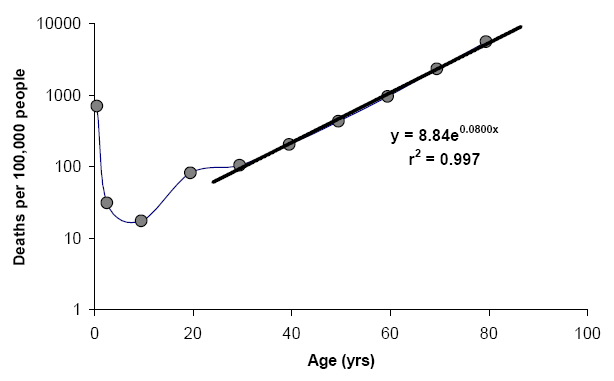 10000
1000
100
10
1
Deaths per 100,000 people
y = 8.84e^0.0800x
r² = 0.997
0 20 40 60 80 100
Age (yrs)